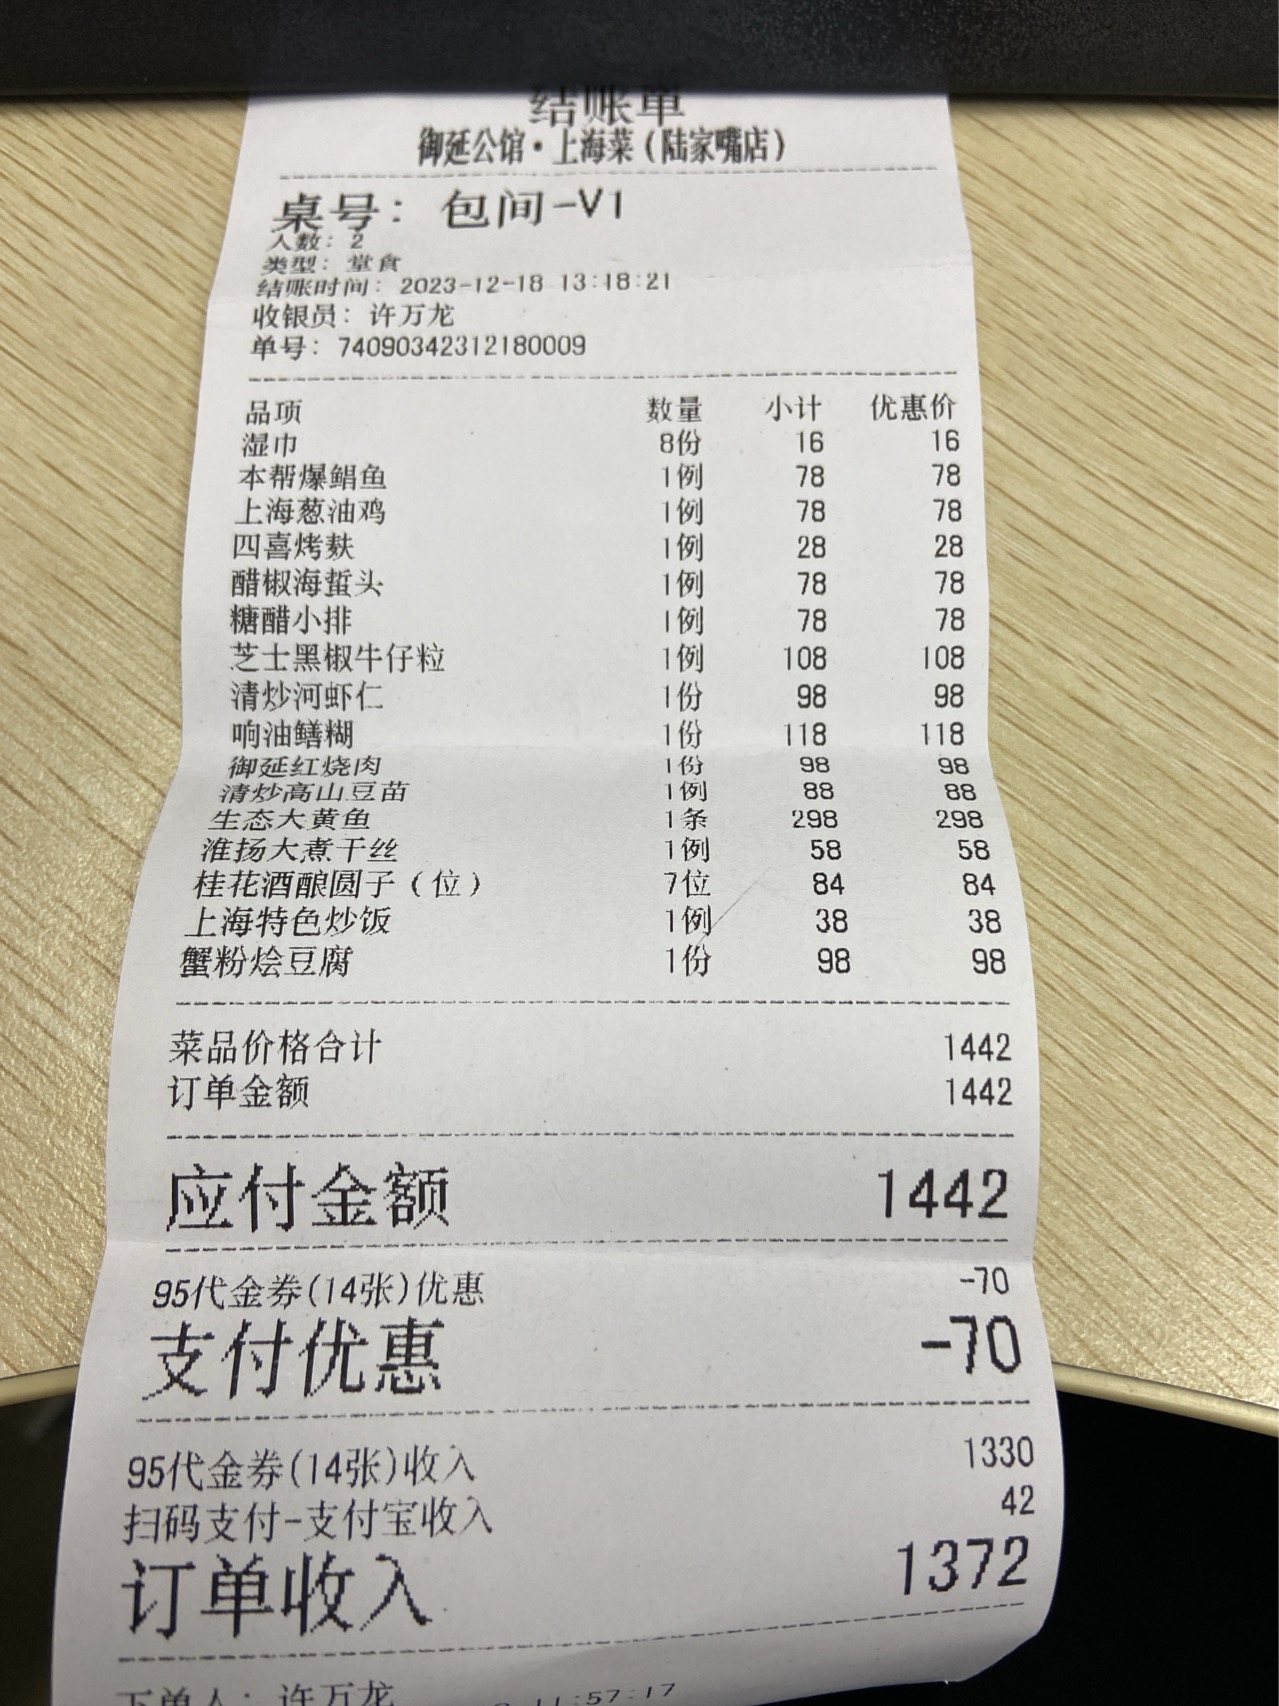 结账单
御延公馆·上海菜(陆家嘴店)
桌号: 包间-V1
人数: 2
类型: 堂食
结账时间: 2023-12-18 13:18:21
收银员: 许万龙
单号: 74090342312180009
品项 数量 小计 优惠价
湿巾 8份 16 16
本帮爆鲳鱼 1例 78 78
上海葱油鸡 1例 78 78
四喜烤麸 1例 28 28
醋椒海蜇头 1例 78 78
糖醋小排 1例 78 78
芝士黑椒牛仔粒 1例 108 108
清炒河虾仁 1份 98 98
响油鳝糊 1份 118 118
御延红烧肉 1份 98 98
清炒高山豆苗 1例 88 88
生态大黄鱼 1条 298 298
淮扬大煮干丝 1例 58 58
桂花酒酿圆子(位) 7位 84 84
上海特色炒饭 1例 38 38
蟹粉烩豆腐 1份 98 98
菜品价格合计 1442
订单金额 1442
应付金额 1442
95代金券(14张)优惠 -70
支付优惠 -70
95代金券(14张)收入 1330
扫码支付-支付宝收入 42
订单收入 1372
下单人: 许万龙
11:57:17